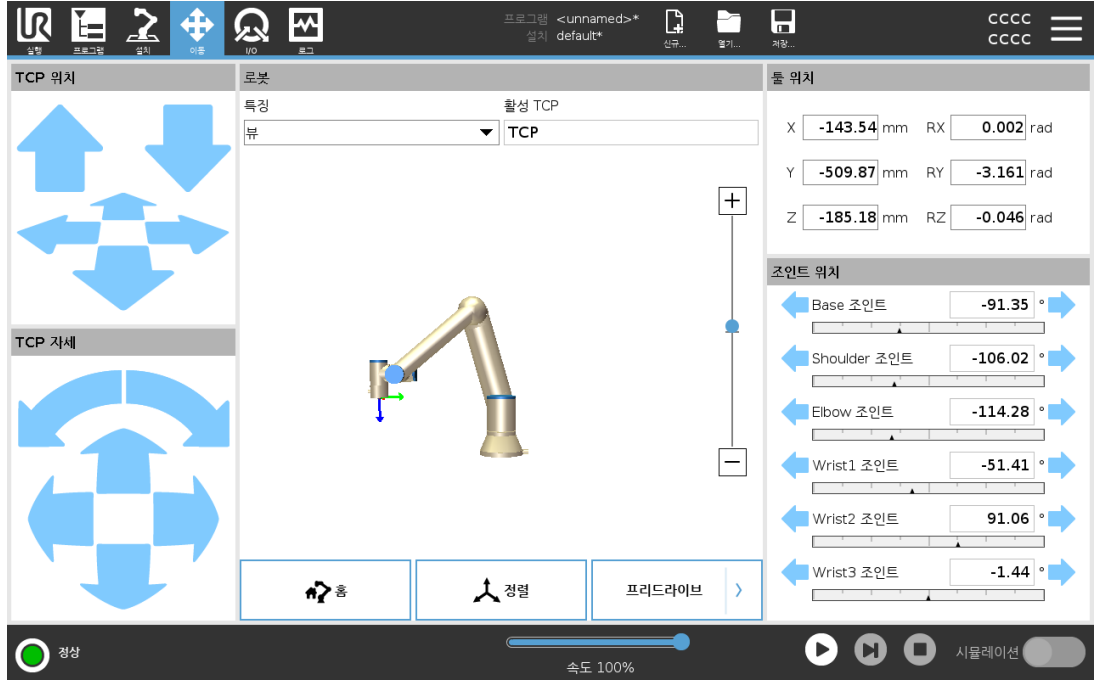 UR
실행
프로그램
설치
이동
I/O
로그
프로그램 <unnamed>*
설치 default*
신규...
열기...
저장...
CCCC
CCCC
TCP 위치
로봇
툴 위치
특징
활성 TCP
뷰
TCP
X -143.54 mm RX 0.002 rad
Y -509.87 mm RY -3.161 rad
Z -185.18 mm RZ -0.046 rad
조인트 위치
Base 조인트 -91.35 °
Shoulder 조인트 -106.02 °
Elbow 조인트 -114.28 °
Wrist1 조인트 -51.41 °
Wrist2 조인트 91.06 °
Wrist3 조인트 -1.44 °
TCP 자세
홈
정렬
프리드라이브
정상
속도 100%
시뮬레이션